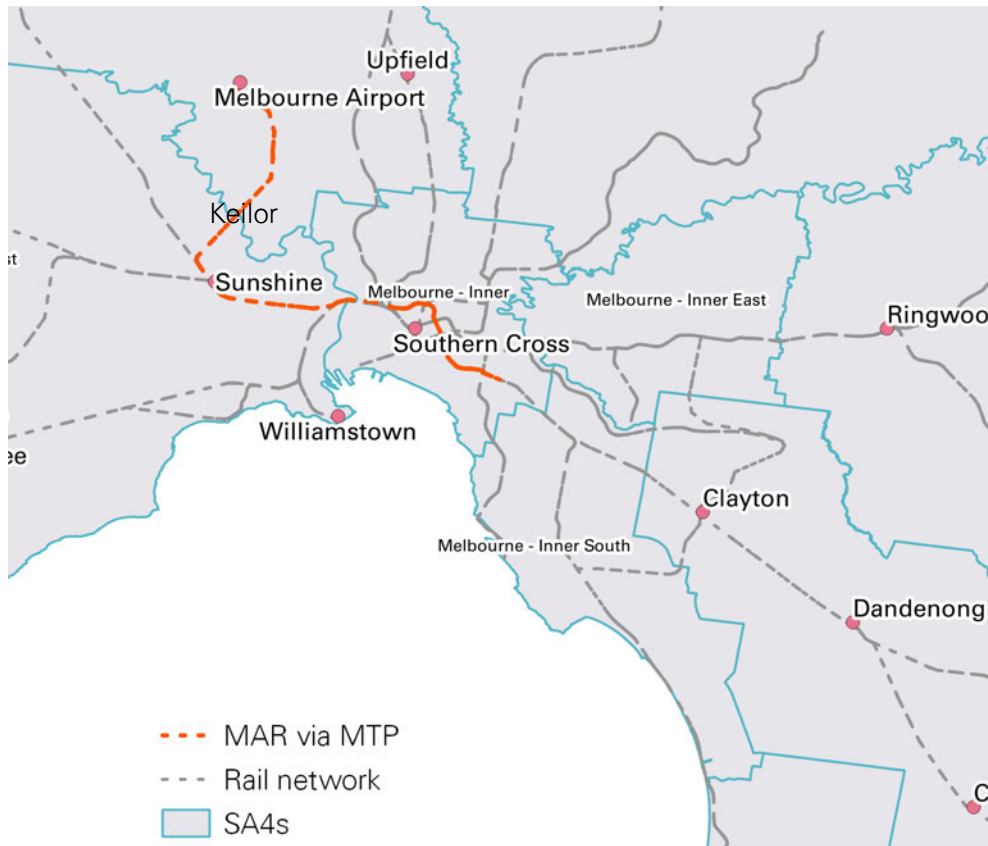 Upfield
Melbourne Airport
Keilor
st
Sunshine
Melbourne - Inner
Melbourne - Inner East
Ringwoo
Southern Cross
Williamstown
ee
Clayton
Melbourne - Inner South
Dandenong
MAR via MTP
Rail network
C
SA4s